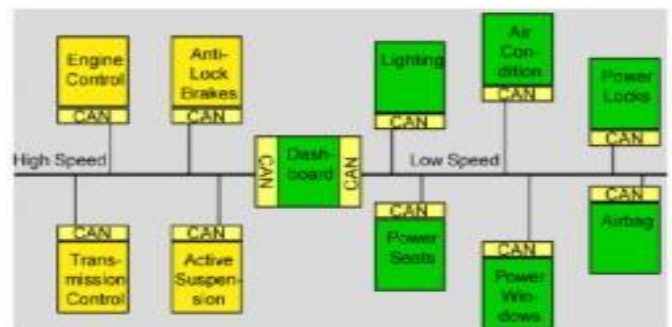 Engine
Control
CAN
Anti-
Lock
Brakes
CAN
Lighting
CAN
Air
Con-
dition
CAN
Power
Locks
CAN
High Speed
CAN
Dash-
board
CAN
Low Speed
CAN
Trans-
mission
Control
CAN
Active
Suspen-
sion
CAN
Power
Seats
CAN
Power
Win-
dows
CAN
Airbag